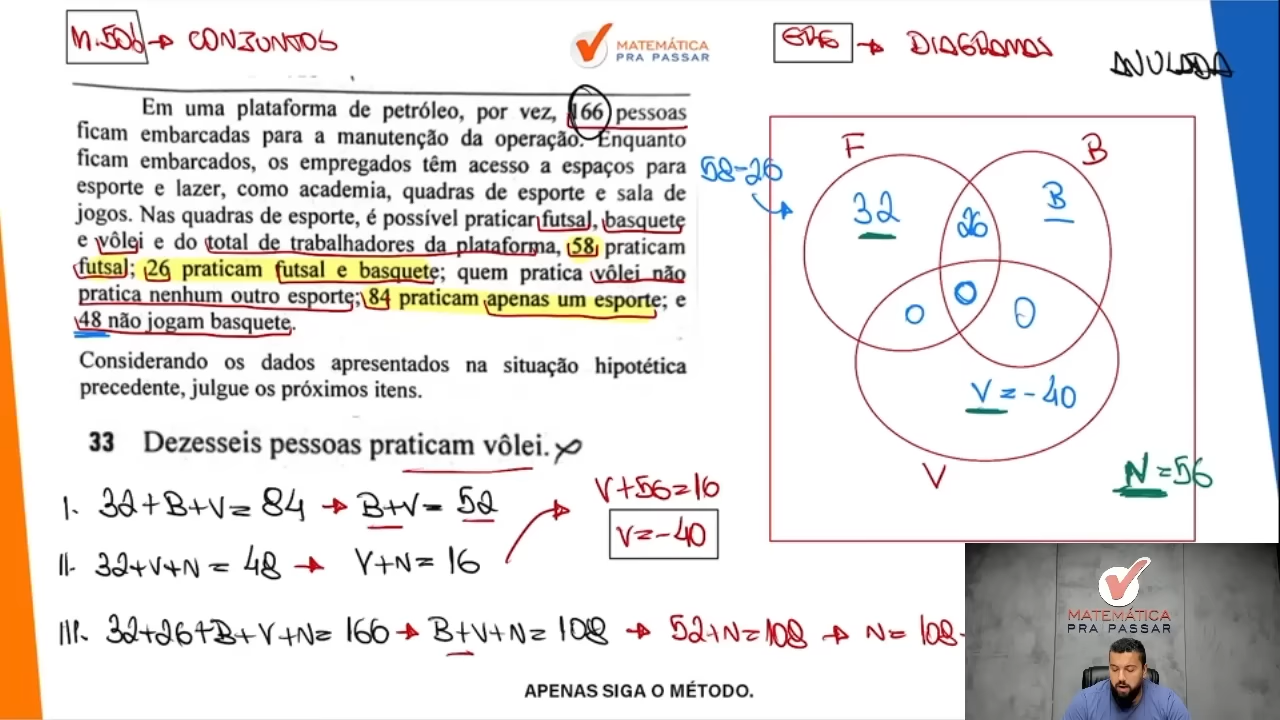 M.506 → CONJUNTOS
MATEMÁTICA
PRA PASSAR
→ DIAGRAMAS
ANULADA
Em uma plataforma de petróleo, por vez, 166 pessoas
ficam embarcadas para a manutenção da operação. Enquanto
ficam embarcados, os empregados têm acesso a espaços para
esporte e lazer, como academia, quadras de esporte e sala de
jogos. Nas quadras de esporte, é possível praticar futsal, basquete
e vôlei e do total de trabalhadores da plataforma, 58 praticam
futsal; 26 praticam futsal e basquete; quem pratica vôlei não
pratica nenhum outro esporte; 84 praticam apenas um esporte; e
48 não jogam basquete.
Considerando os dados apresentados na situação hipotética
precedente, julgue os próximos itens.
33 Dezesseis pessoas praticam vôlei.
I. 32+B+V=84 → B+V=52
II. 32+V+N=48 → V+N=16
III. 32+26+B+V+N=166 → B+V+N=108 → 52+N=108 → N=108-
V+56=16
V=-40
F
B
58-26
32
26
B
0
0
0
V=-40
V
N=56
MATEMÁTICA
PRA PASSAR
APENAS SIGA O MÉTODO.